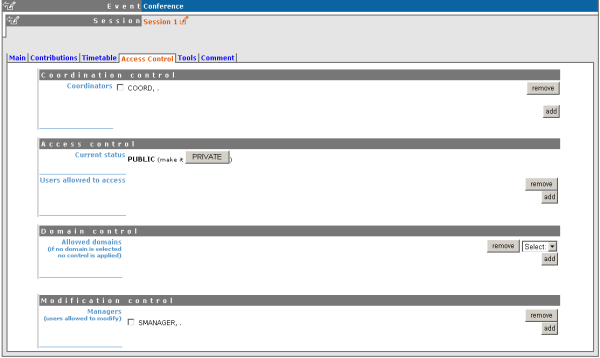 Event Conference
Session Session 1
Main Contributions Timetable Access Control Tools Comment
Coordination control
Coordinators COORD, .
remove
add
Access control
Current status PUBLIC (make it PRIVATE )
Users allowed to access
remove
add
Domain control
Allowed domains
(if no domain is selected
no control is applied)
remove Select:
add
Modification control
Managers
(users allowed to modify) SMANAGER, .
remove
add